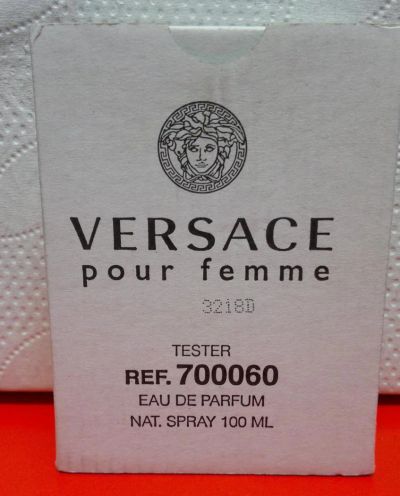 VERSACE
pour femme
3218D
TESTER
REF. 700060
EAU DE PARFUM
NAT. SPRAY 100 ML